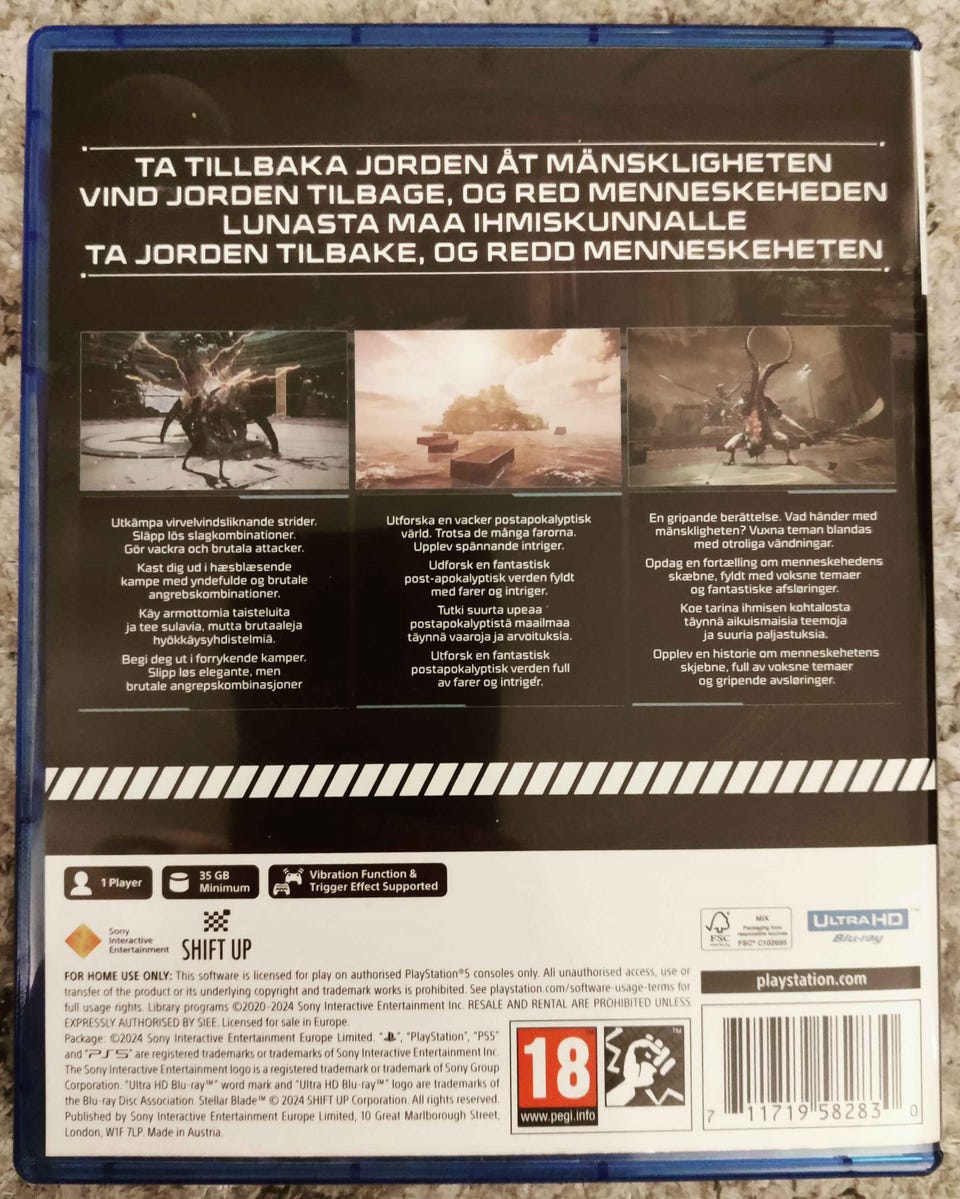 TA TILLBAKA JORDEN ÅT MÄNSKLIGHETEN
VIND JORDEN TILBAGE, OG RED MENNESKEHEDEN
LUNASTA MAA IHMISKUNNALLE
TA JORDEN TILBAKE, OG REDD MENNESKEHETEN
Utkämpa virvelvindsliknande strider.
Släpp lös slagkombinationer.
Gör vackra och brutala attacker.
Kast dig ud i hæsblæsende
kampe med yndefulde og brutale
angrebskombinationer.
Käy armottomia taisteluita
ja tee sulavia, mutta brutaaleja
hyökkäysyhdistelmiä.
Begi deg ut i forrykende kamper.
Slipp løs elegante, men
brutale angrepskombinasjoner
Utforska en vacker postapokalyptisk
värld. Trotsa de många farorna.
Upplev spännande intriger.
Udforsk en fantastisk
post-apokalyptisk verden fyldt
med farer og intriger.
Tutki suurta upeaa
postapokalyptistä maailmaa
täynnä vaaroja ja arvoituksia.
Utforsk en fantastisk
postapokalyptisk verden full
av farer og intriger.
En gripande berättelse. Vad händer med
mänskligheten? Vuxna teman blandas
med otroliga vändningar.
Opdag en fortælling om menneskehedens
skæbne, fyldt med voksne temaer
og fantastiske afsløringer.
Koe tarina ihmisen kohtalosta
täynnä aikuismaisia teemoja
ja suuria paljastuksia.
Opplev en historie om menneskehetens
skjebne, full av voksne temaer
og gripende avsløringer.
1 Player
35 GB
Minimum
Vibration Function &
Trigger Effect Supported
Sony
Interactive
Entertainment
SHIFT UP
FSC
MIX
Packaging from
responsible sources
FSC® C102695
ULTRA HD
Blu-ray™
playstation.com
FOR HOME USE ONLY: This software is licensed for play on authorised PlayStation®5 consoles only. All unauthorised access, use or
transfer of the product or its underlying copyright and trademark works is prohibited. See playstation.com/software-usage-terms for
full usage rights. Library programs ©2020-2024 Sony Interactive Entertainment Inc. RESALE AND RENTAL ARE PROHIBITED UNLESS
EXPRESSLY AUTHORISED BY SIEE. Licensed for sale in Europe.
Package: ©2024 Sony Interactive Entertainment Europe Limited. "", "PlayStation", "PS5"
and "PS5" are registered trademarks or trademarks of Sony Interactive Entertainment Inc.
The Sony Interactive Entertainment logo is a registered trademark or trademark of Sony Group
Corporation. "Ultra HD Blu-ray™" word mark and "Ultra HD Blu-ray™" logo are trademarks of
the Blu-ray Disc Association. Stellar Blade™ © 2024 SHIFT UP Corporation. All rights reserved.
Published by Sony Interactive Entertainment Europe Limited, 10 Great Marlborough Street,
London, W1F 7LP. Made in Austria.
18
www.pegi.info
™
7 11719 58283 0